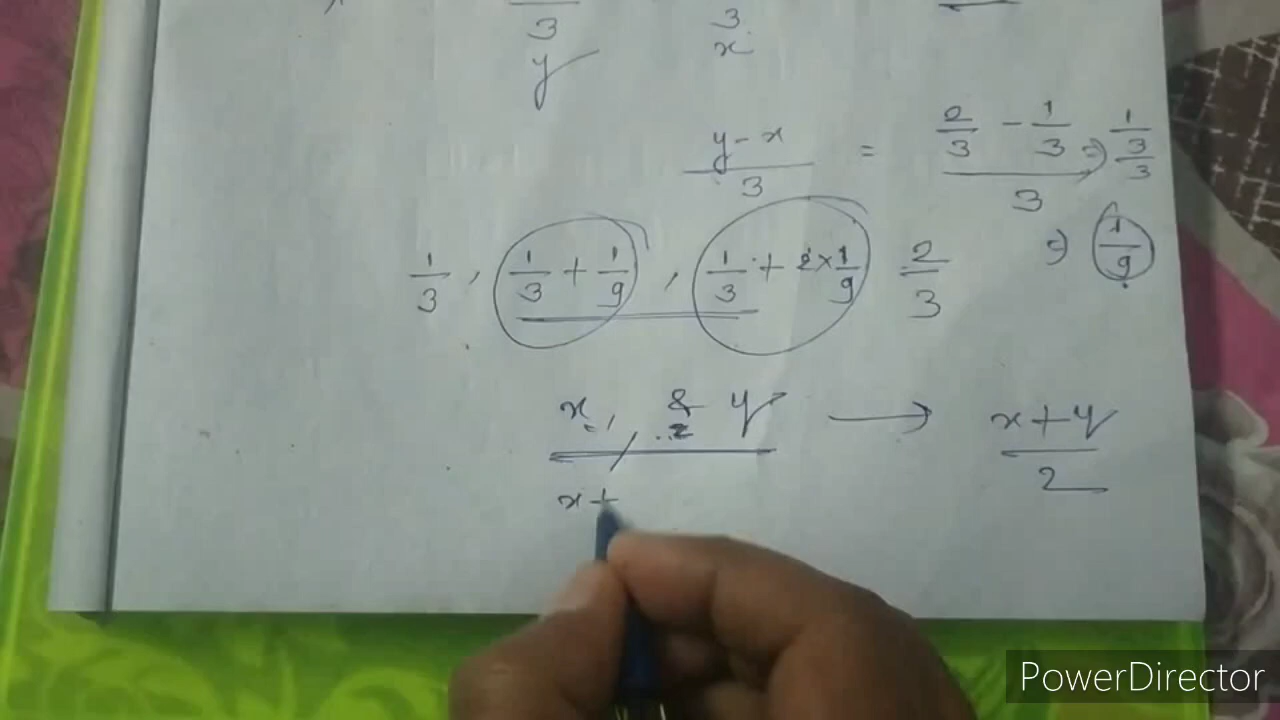 3 3
y x
(y - x)/3 = (2/3 - 1/3)/3 ⇒ (1/3)/3
⇒ 1/9
1/3, 1/3 + 1/9, 1/3 + 2 × 1/9 2/3
x, & y → (x + y)/2
x +
PowerDirector